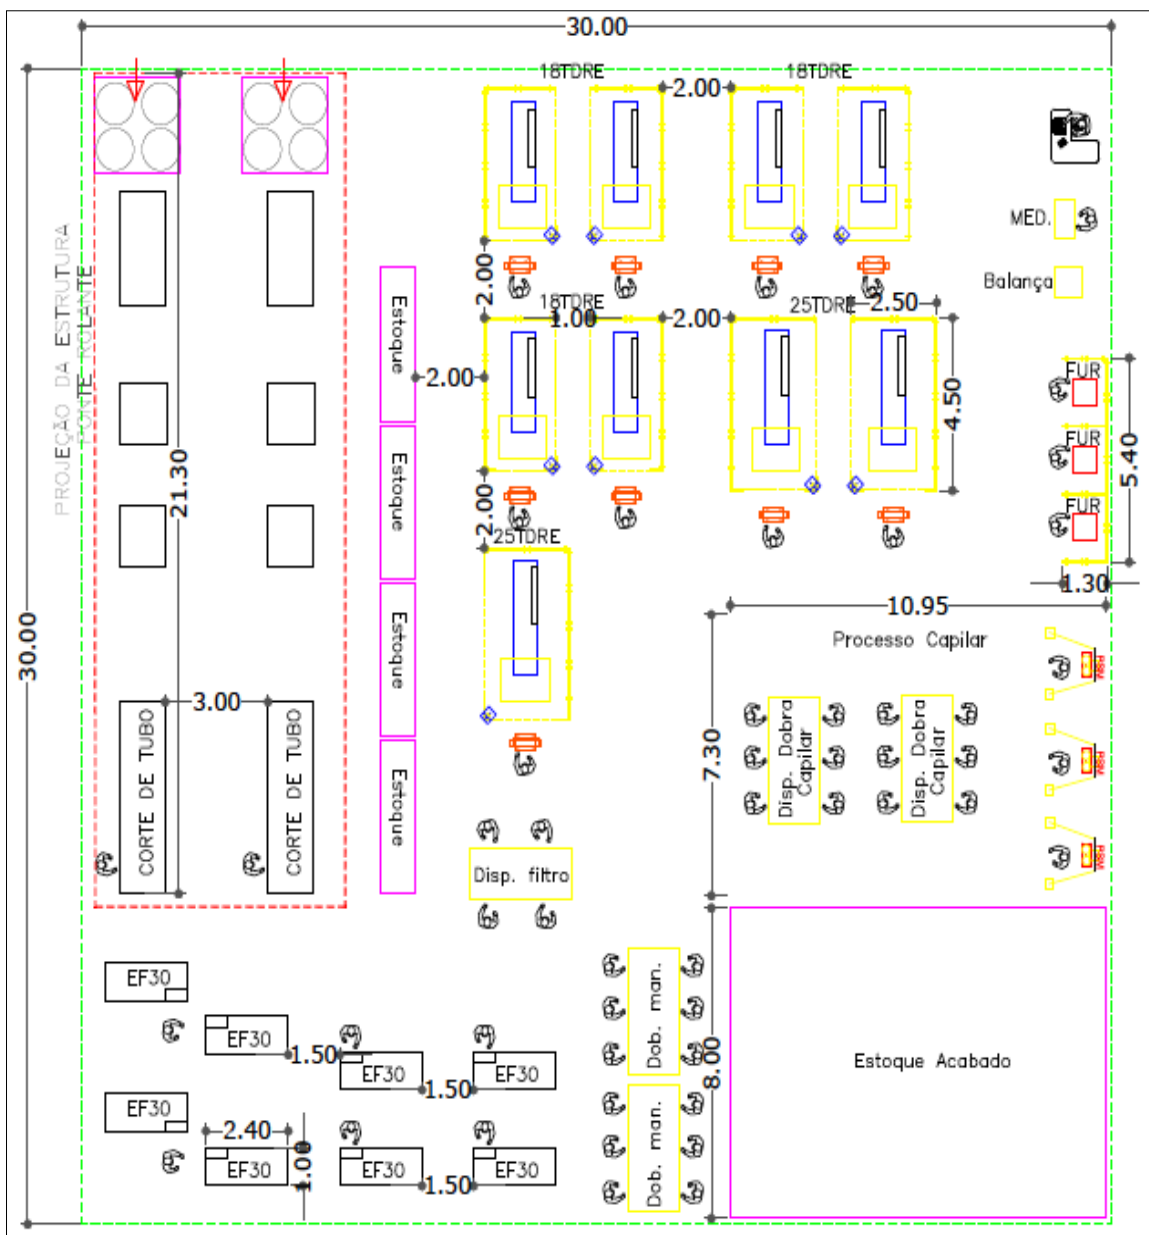 30.00
18TDRE
18TDRE
2.00
MED.
Balança
PROJEÇÃO DA ESTRUTURA
PONTE ROLANTE
2.00
18TDRE
25TDRE
2.50
1.00
2.00
Estoque
2.00
4.50
FUR
FUR
FUR
5.40
1.30
21.30
Estoque
2.00
25TDRE
10.95
Processo Capilar
30.00
Estoque
3.00
CORTE DE TUBO
CORTE DE TUBO
7.30
Disp. Dobra
Capilar
Disp. Dobra
Capilar
Estoque
Disp. filtro
EF30
EF30
1.50
EF30
1.50
EF30
Dob. man.
8.00
Estoque Acabado
EF30
2.40
EF30
1.00
EF30
1.50
EF30
Dob. man.